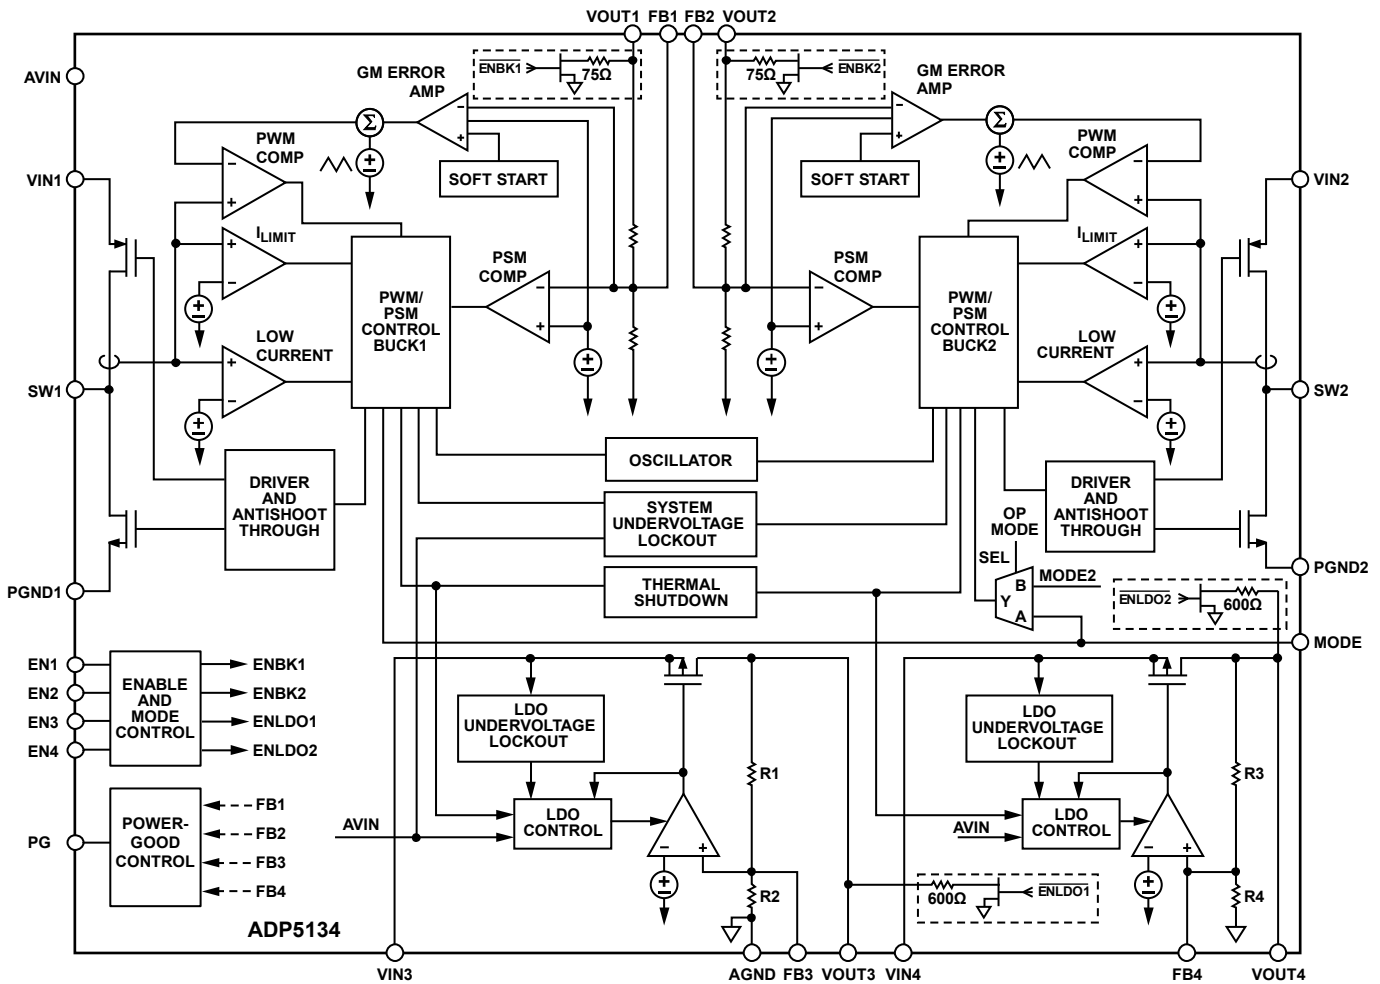 VOUT1
FB1
FB2
VOUT2
AVIN
ENBK1
75Ω
75Ω
ENBK2
GM ERROR
AMP
GM ERROR
AMP
Σ
Σ
PWM
COMP
PWM
COMP
SOFT START
SOFT START
VIN1
VIN2
ILIMIT
ILIMIT
PSM
COMP
PSM
COMP
PWM/
PSM
CONTROL
BUCK1
PWM/
PSM
CONTROL
BUCK2
LOW
CURRENT
LOW
CURRENT
SW1
SW2
OSCILLATOR
DRIVER
AND
ANTISHOOT
THROUGH
DRIVER
AND
ANTISHOOT
THROUGH
SYSTEM
UNDERVOLTAGE
LOCKOUT
OP
MODE
SEL
B
MODE2
Y
A
THERMAL
SHUTDOWN
ENLDO2
600Ω
PGND1
PGND2
MODE
EN1
EN2
EN3
EN4
ENABLE
AND
MODE
CONTROL
ENBK1
ENBK2
ENLDO1
ENLDO2
LDO
UNDERVOLTAGE
LOCKOUT
LDO
UNDERVOLTAGE
LOCKOUT
R1
R3
PG
POWER-
GOOD
CONTROL
FB1
FB2
FB3
FB4
AVIN
LDO
CONTROL
AVIN
LDO
CONTROL
R2
600Ω
ENLDO1
R4
ADP5134
VIN3
AGND
FB3
VOUT3
VIN4
FB4
VOUT4